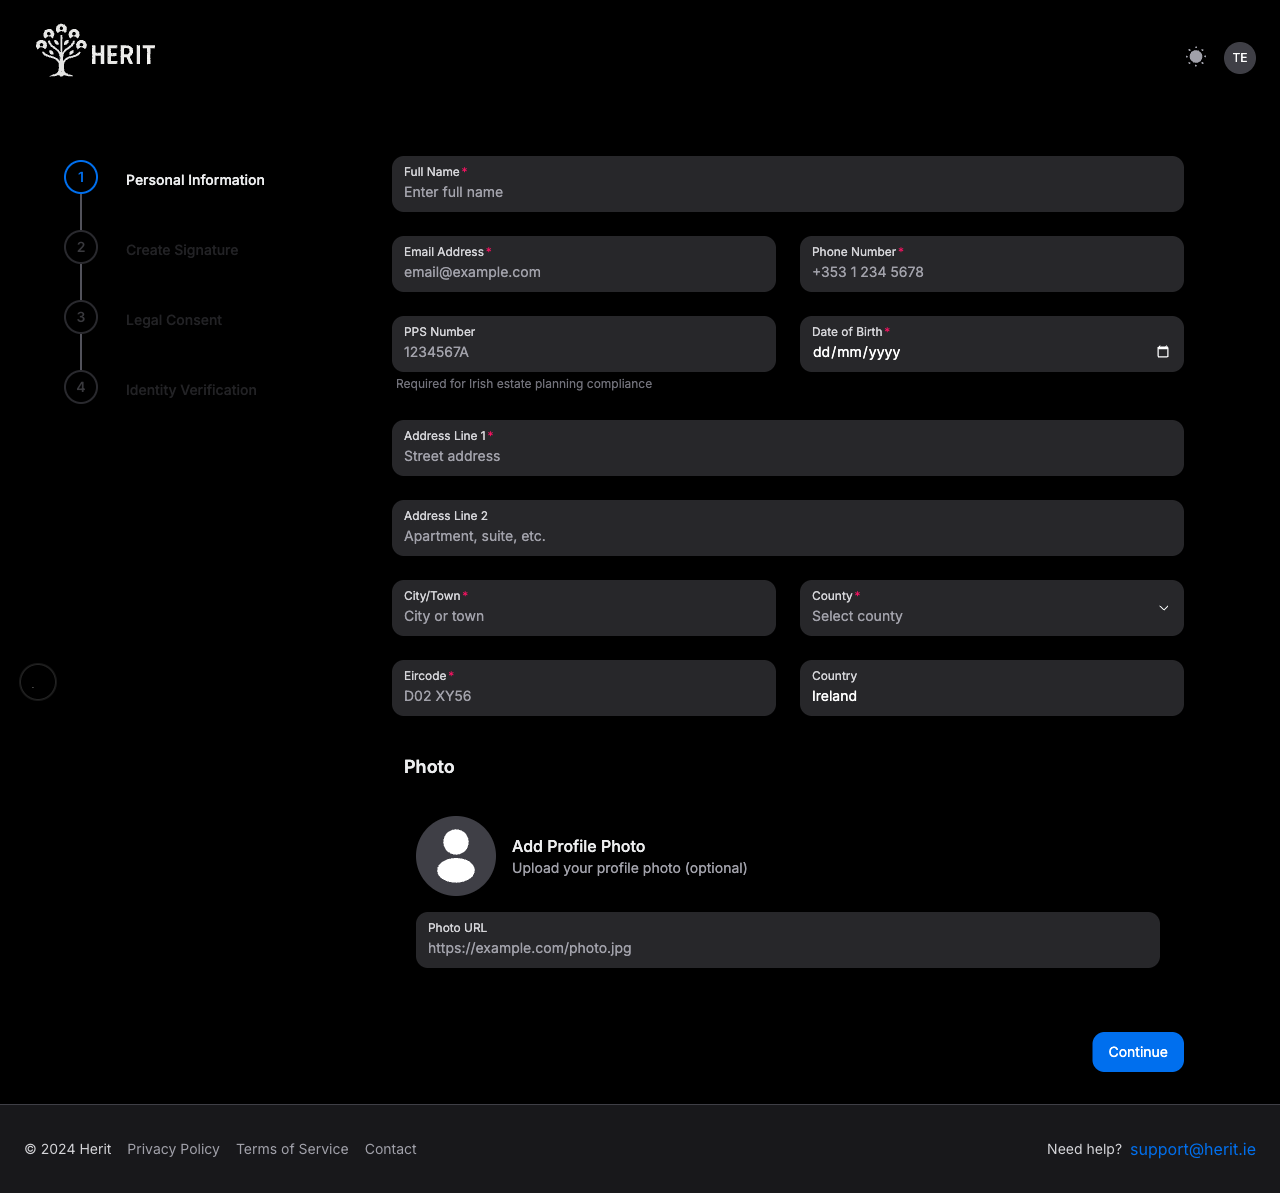 HERIT
TE
1 Personal Information
2 Create Signature
3 Legal Consent
4 Identity Verification
Full Name*
Enter full name
Email Address* Phone Number*
email@example.com +353 1 234 5678
PPS Number Date of Birth*
1234567A dd/mm/yyyy
Required for Irish estate planning compliance
Address Line 1*
Street address
Address Line 2
Apartment, suite, etc.
City/Town* County*
City or town Select county
Eircode* Country
D02 XY56 Ireland
Photo
Add Profile Photo
Upload your profile photo (optional)
Photo URL
https://example.com/photo.jpg
Continue
© 2024 Herit Privacy Policy Terms of Service Contact Need help? support@herit.ie